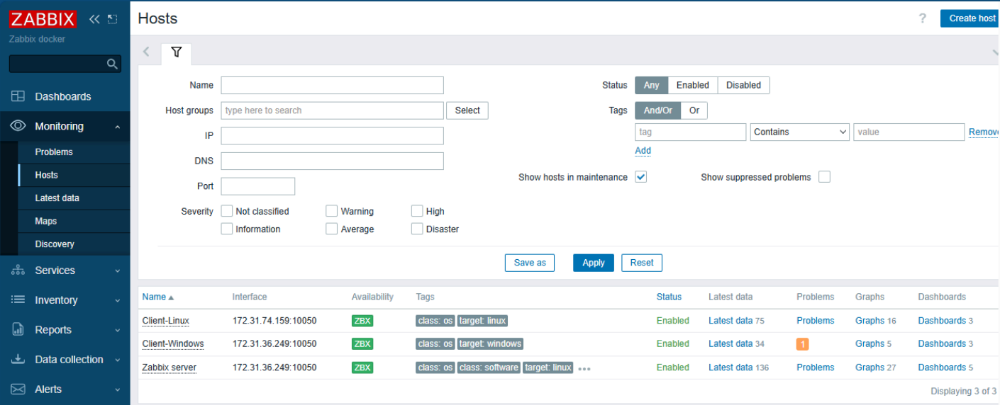 ZABBIX
Zabbix docker
Dashboards
Monitoring
Problems
Hosts
Latest data
Maps
Discovery
Services
Inventory
Reports
Data collection
Alerts
Hosts
? Create host
Name
Status Any Enabled Disabled
Host groups type here to search Select
Tags And/Or Or
IP
tag Contains value Remove
DNS
Add
Port
Show hosts in maintenance Show suppressed problems
Severity Not classified Warning High
Information Average Disaster
Save as Apply Reset
Name Interface Availability Tags Status Latest data Problems Graphs Dashboards
Client-Linux 172.31.74.159:10050 ZBX class: os target: linux Enabled Latest data 75 Problems Graphs 16 Dashboards 3
Client-Windows 172.31.36.249:10050 ZBX class: os target: windows Enabled Latest data 34 1 Graphs 5 Dashboards 3
Zabbix server 172.31.36.249:10050 ZBX class: os class: software target: linux ••• Enabled Latest data 136 Problems Graphs 27 Dashboards 5
Displaying 3 of 3